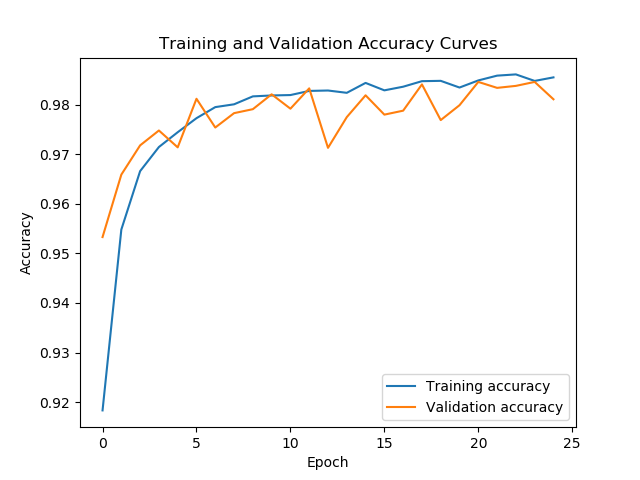 Training and Validation Accuracy Curves
Accuracy
0.98
0.97
0.96
0.95
0.94
0.93
0.92
Training accuracy
Validation accuracy
0 5 10 15 20 25
Epoch